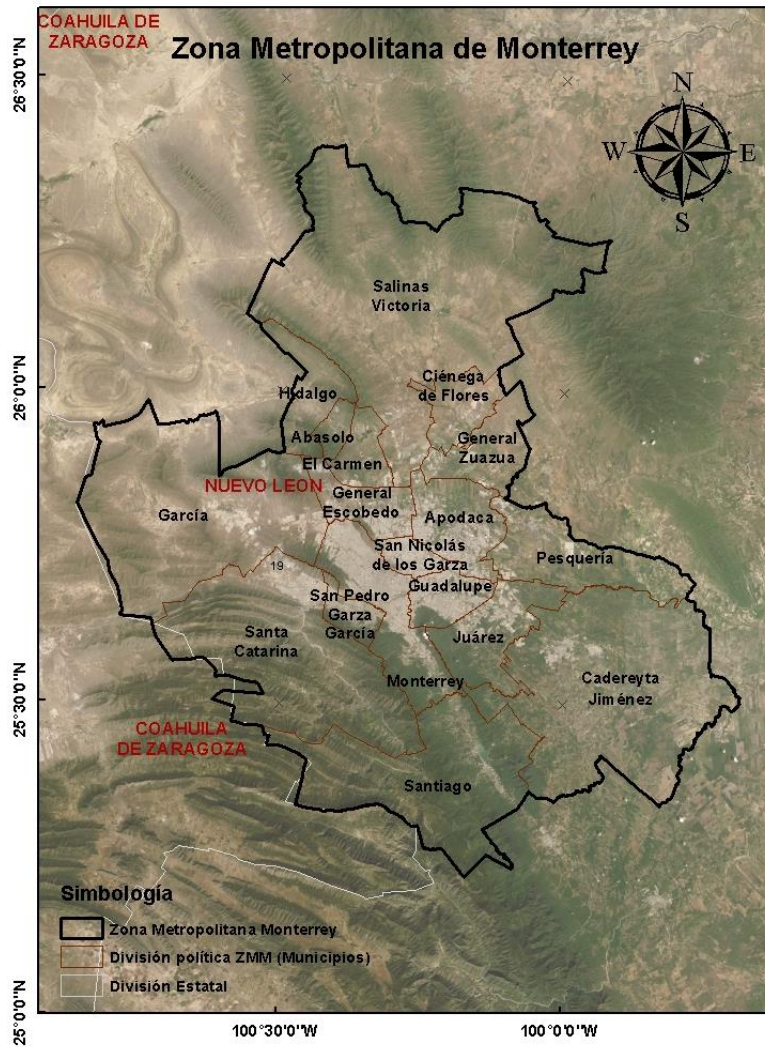 COAHUILA DE
ZARAGOZA
Zona Metropolitana de Monterrey
N
W
E
S
26°30'0"N
26°0'0"N
25°30'0"N
25°0'0"N
Salinas
Victoria
Hidalgo
Ciénega
de Flores
Abasolo
General
Zuazua
El Carmen
NUEVO LEON
General
Escobedo
García
Apodaca
San Nicolás
de los Garza
Pesquería
19
Guadalupe
San Pedro
Garza
García
Santa
Catarina
Juárez
Monterrey
Cadereyta
Jiménez
COAHUILA
DE ZARAGOZA
Santiago
Simbología
Zona Metropolitana Monterrey
División política ZMM (Municipios)
División Estatal
100°30'0"W
100°0'0"W